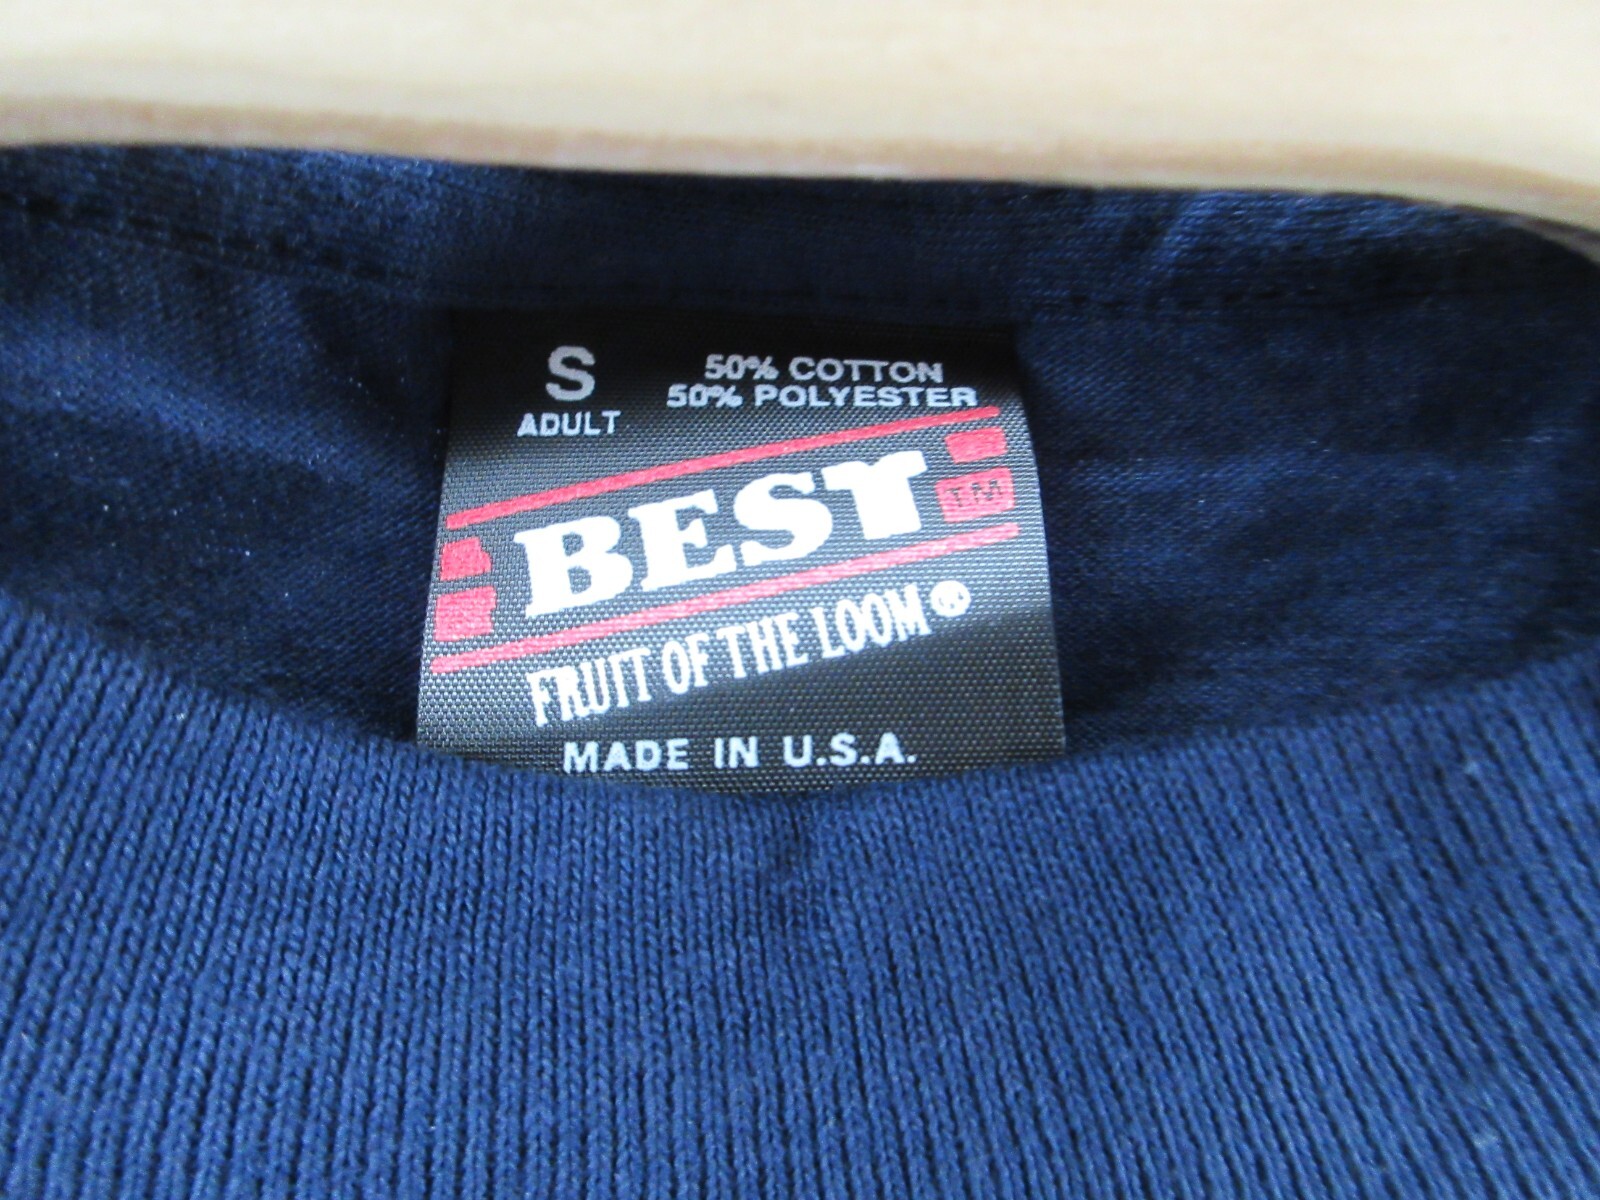 S
ADULT
50% COTTON
50% POLYESTER
BEST
TM
FRUIT OF THE LOOM®
MADE IN U.S.A.